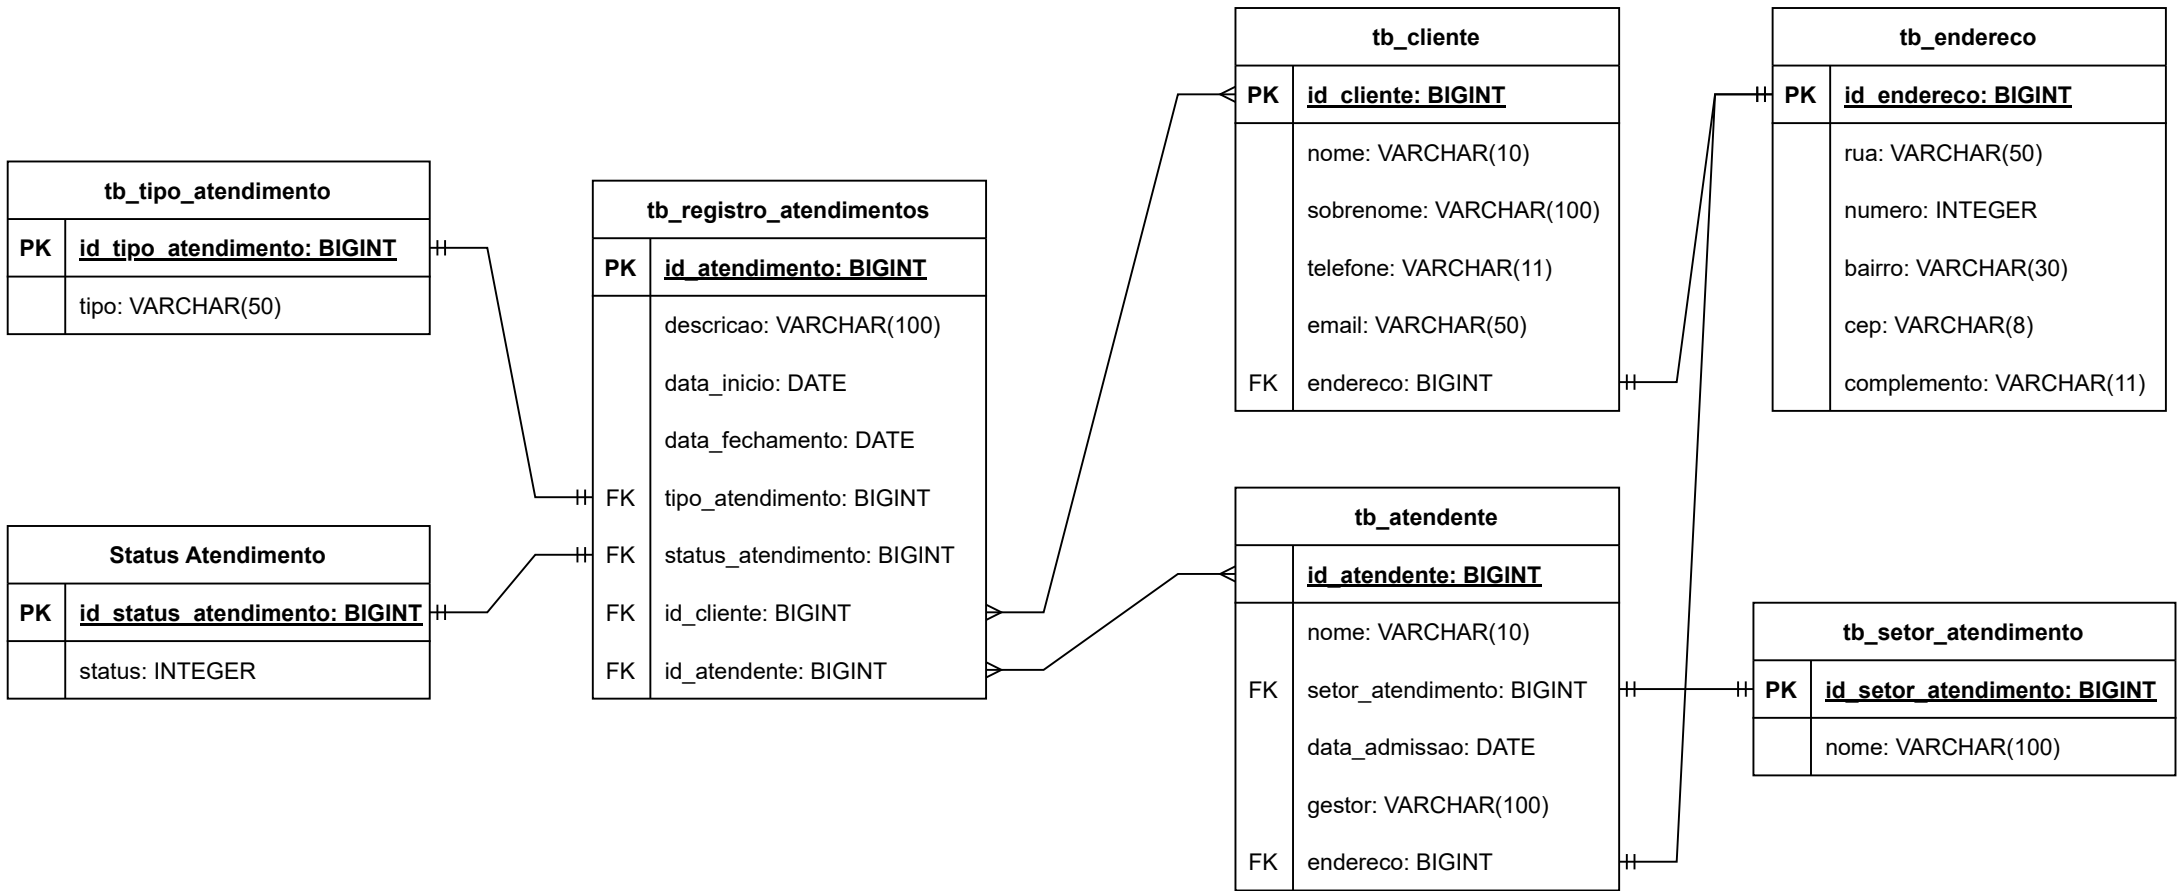 tb_tipo_atendimento
PK id_tipo_atendimento: BIGINT
tipo: VARCHAR(50)
Status Atendimento
PK id_status_atendimento: BIGINT
status: INTEGER
tb_registro_atendimentos
PK id_atendimento: BIGINT
descricao: VARCHAR(100)
data_inicio: DATE
data_fechamento: DATE
FK tipo_atendimento: BIGINT
FK status_atendimento: BIGINT
FK id_cliente: BIGINT
FK id_atendente: BIGINT
tb_cliente
PK id_cliente: BIGINT
nome: VARCHAR(10)
sobrenome: VARCHAR(100)
telefone: VARCHAR(11)
email: VARCHAR(50)
FK endereco: BIGINT
tb_atendente
id_atendente: BIGINT
nome: VARCHAR(10)
FK setor_atendimento: BIGINT
data_admissao: DATE
gestor: VARCHAR(100)
FK endereco: BIGINT
tb_endereco
PK id_endereco: BIGINT
rua: VARCHAR(50)
numero: INTEGER
bairro: VARCHAR(30)
cep: VARCHAR(8)
complemento: VARCHAR(11)
tb_setor_atendimento
PK id_setor_atendimento: BIGINT
nome: VARCHAR(100)